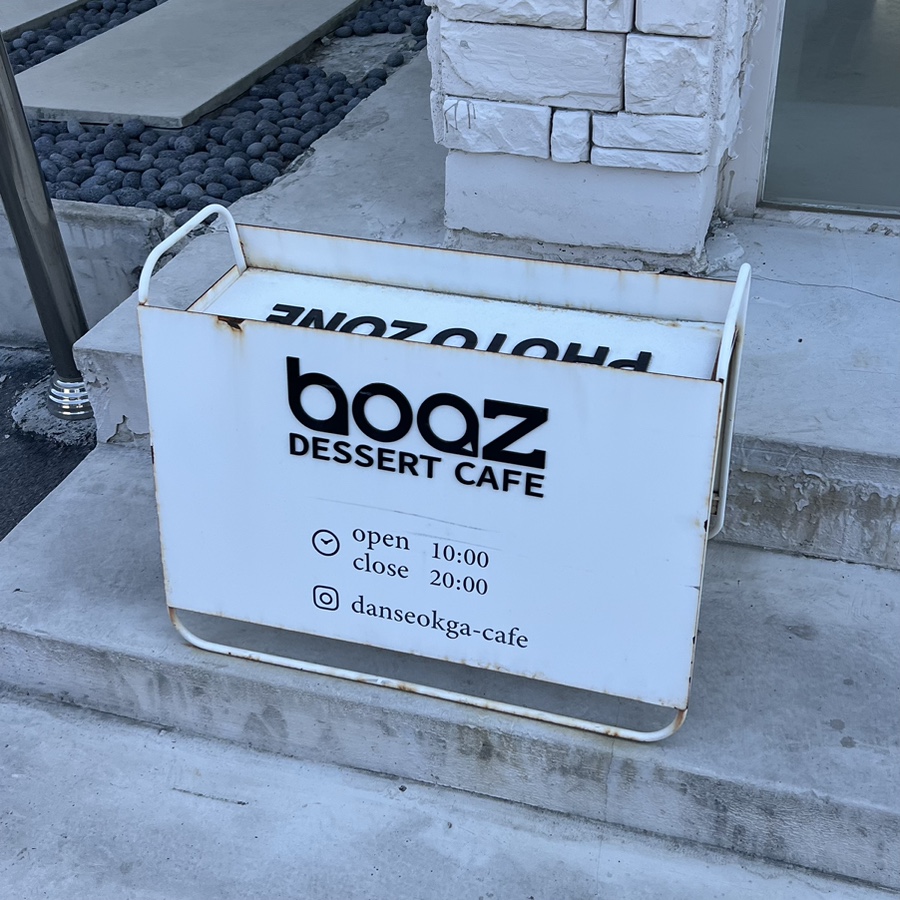 PHOTO ZONE
boaz
DESSERT CAFE
open 10:00
close 20:00
danseokga-cafe